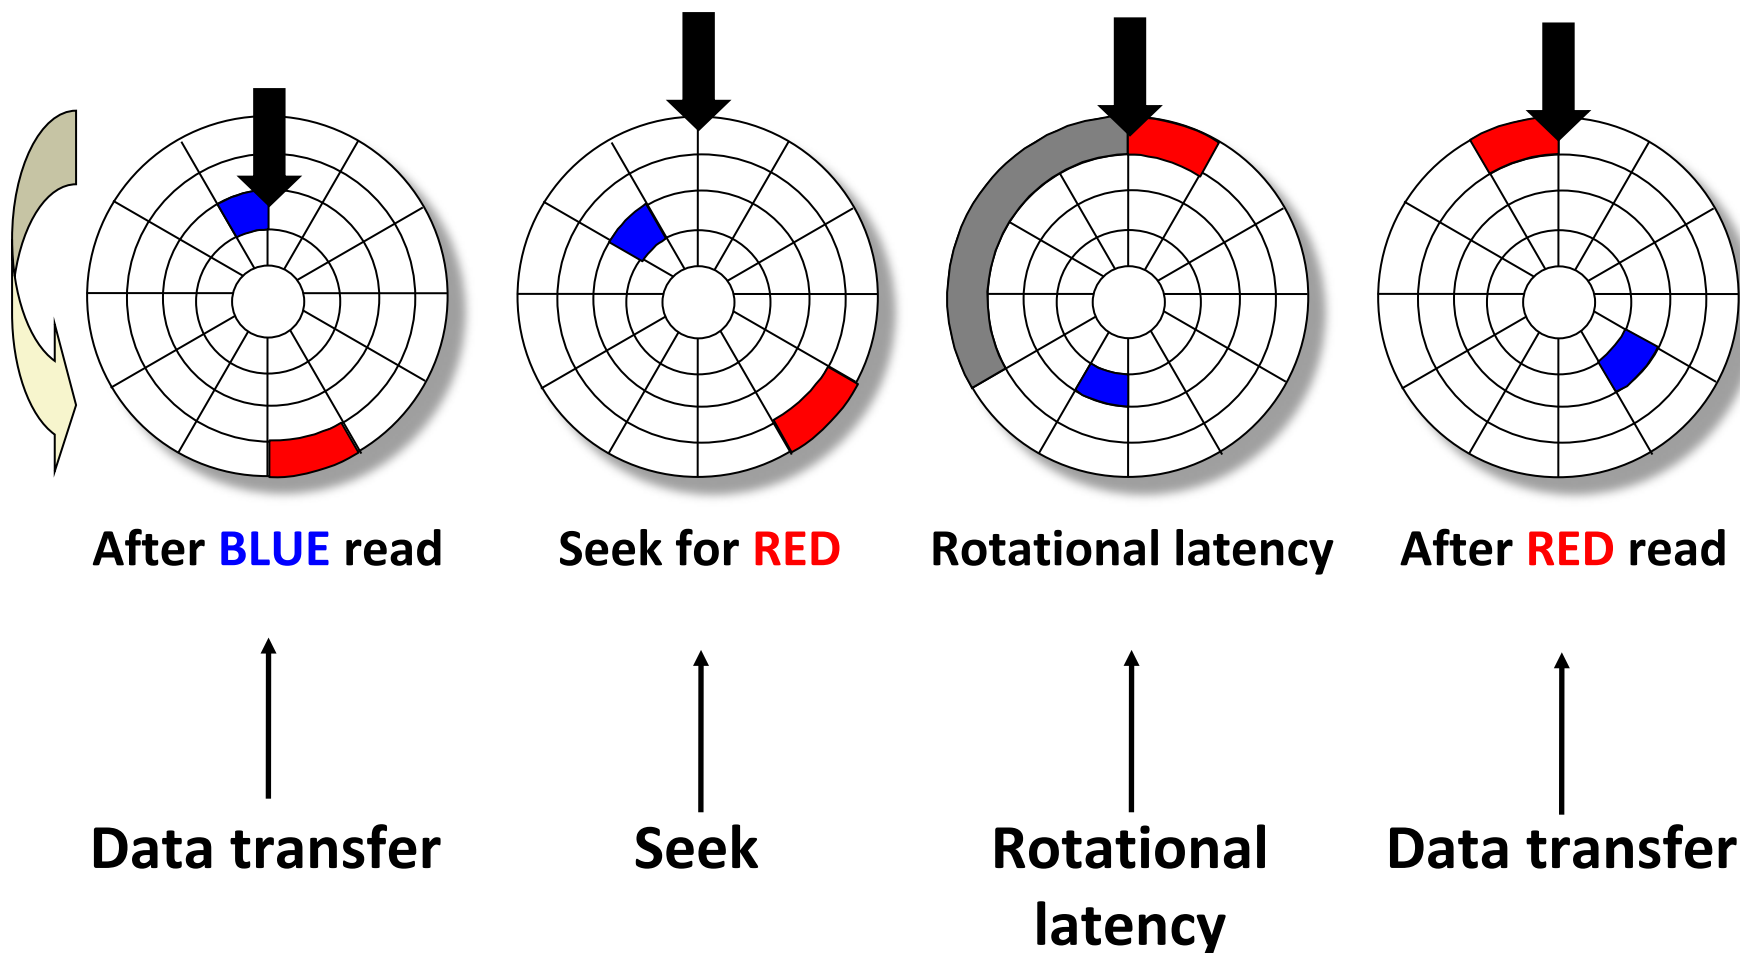 After BLUE read
Seek for RED
Rotational latency
After RED read
Data transfer
Seek
Rotational
latency
Data transfer